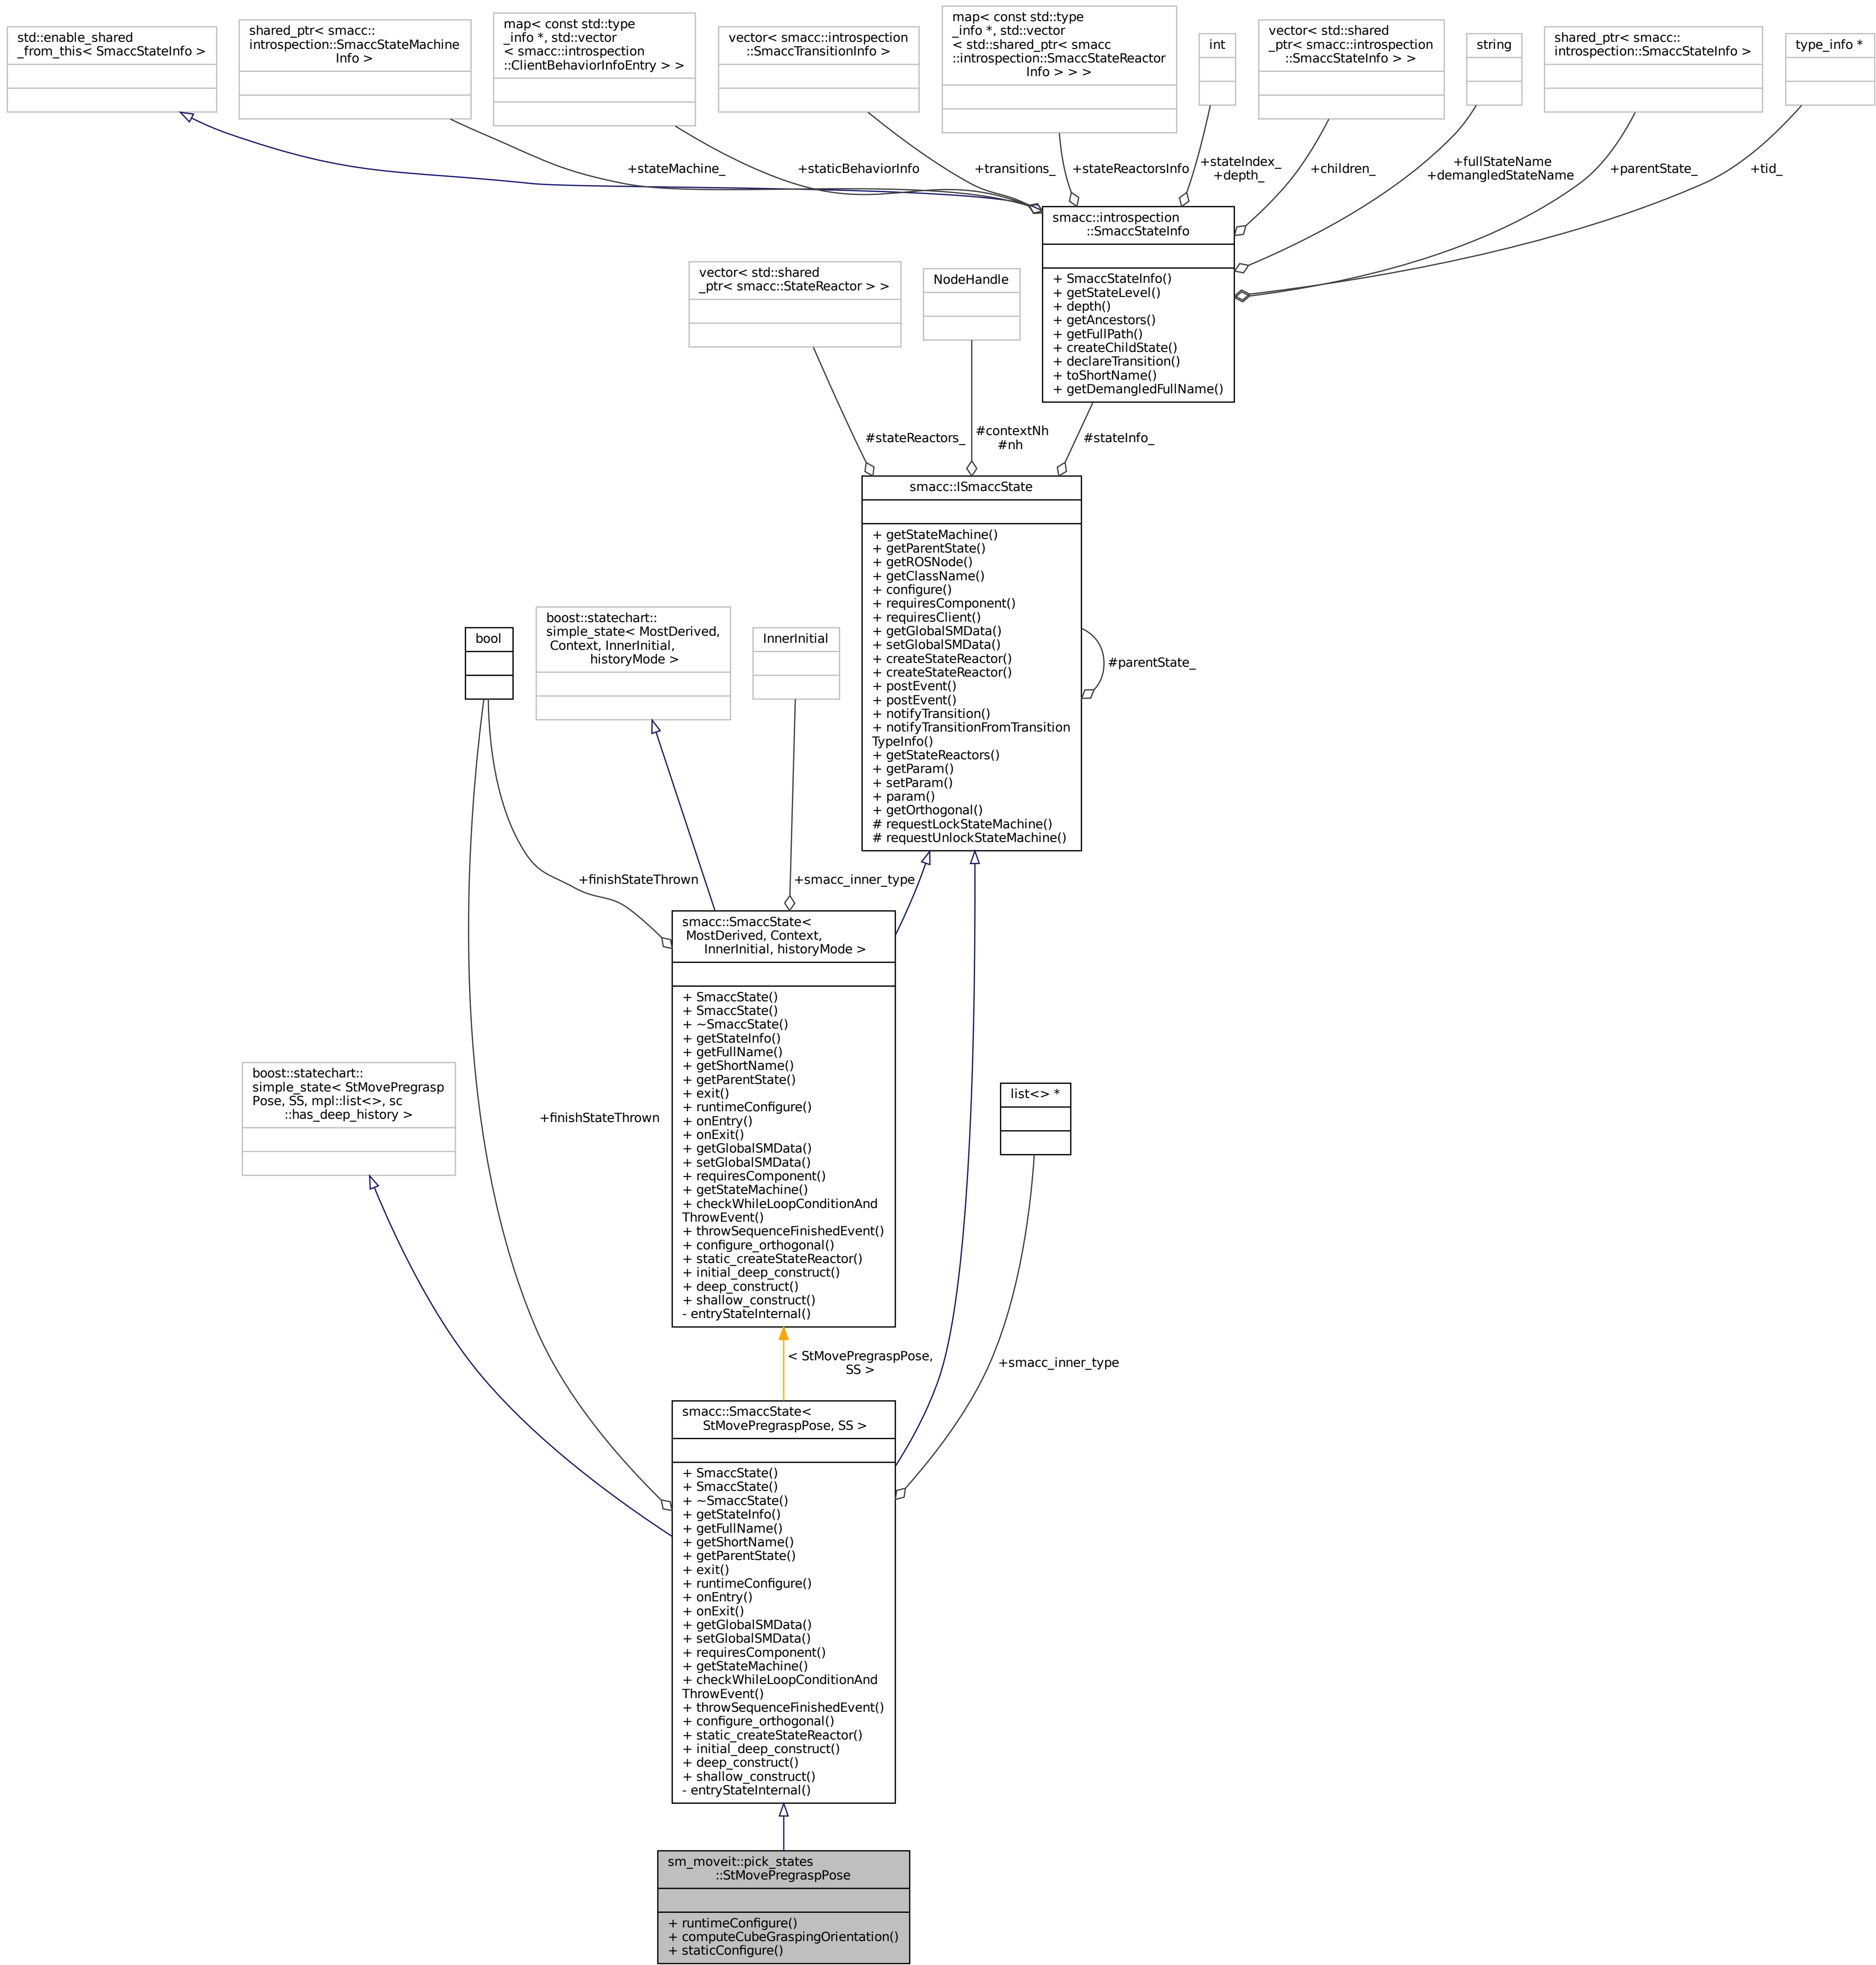 std::enable_shared
_from_this< SmaccStateInfo >
shared_ptr< smacc::
introspection::SmaccStateMachine
Info >
map< const std::type
_info *, std::vector
< smacc::introspection
::ClientBehaviorInfoEntry > >
vector< smacc::introspection
::SmaccTransitionInfo >
map< const std::type
_info *, std::vector
< std::shared_ptr< smacc
::introspection::SmaccStateReactor
Info > > >
int
vector< std::shared
_ptr< smacc::introspection
::SmaccStateInfo > >
string
shared_ptr< smacc::
introspection::SmaccStateInfo >
type_info *
+stateMachine_
+staticBehaviorInfo
+transitions_
+stateReactorsInfo
+stateIndex_
+depth_
+children_
+fullStateName
+demangledStateName
+parentState_
+tid_
smacc::introspection
::SmaccStateInfo
+ SmaccStateInfo()
+ getStateLevel()
+ depth()
+ getAncestors()
+ getFullPath()
+ createChildState()
+ declareTransition()
+ toShortName()
+ getDemangledFullName()
vector< std::shared
_ptr< smacc::StateReactor > >
NodeHandle
#stateReactors_
#contextNh
#nh
#stateInfo_
smacc::ISmaccState
+ getStateMachine()
+ getParentState()
+ getROSNode()
+ getClassName()
+ configure()
+ requiresComponent()
+ requiresClient()
+ getGlobalSMData()
+ setGlobalSMData()
+ createStateReactor()
+ createStateReactor()
+ postEvent()
+ postEvent()
+ notifyTransition()
+ notifyTransitionFromTransition
TypeInfo()
+ getStateReactors()
+ getParam()
+ setParam()
+ param()
+ getOrthogonal()
# requestLockStateMachine()
# requestUnlockStateMachine()
#parentState_
bool
boost::statechart::
simple_state< MostDerived,
Context, InnerInitial,
historyMode >
InnerInitial
+finishStateThrown
+smacc_inner_type
smacc::SmaccState<
MostDerived, Context,
InnerInitial, historyMode >
+ SmaccState()
+ SmaccState()
+ ~SmaccState()
+ getStateInfo()
+ getFullName()
+ getShortName()
+ getParentState()
+ exit()
+ runtimeConfigure()
+ onEntry()
+ onExit()
+ getGlobalSMData()
+ setGlobalSMData()
+ requiresComponent()
+ getStateMachine()
+ checkWhileLoopConditionAnd
ThrowEvent()
+ throwSequenceFinishedEvent()
+ configure_orthogonal()
+ static_createStateReactor()
+ initial_deep_construct()
+ deep_construct()
+ shallow_construct()
- entryStateInternal()
boost::statechart::
simple_state< StMovePregrasp
Pose, SS, mpl::list<>, sc
::has_deep_history >
+finishStateThrown
list<> *
< StMovePregraspPose,
SS >
+smacc_inner_type
smacc::SmaccState<
StMovePregraspPose, SS >
+ SmaccState()
+ SmaccState()
+ ~SmaccState()
+ getStateInfo()
+ getFullName()
+ getShortName()
+ getParentState()
+ exit()
+ runtimeConfigure()
+ onEntry()
+ onExit()
+ getGlobalSMData()
+ setGlobalSMData()
+ requiresComponent()
+ getStateMachine()
+ checkWhileLoopConditionAnd
ThrowEvent()
+ throwSequenceFinishedEvent()
+ configure_orthogonal()
+ static_createStateReactor()
+ initial_deep_construct()
+ deep_construct()
+ shallow_construct()
- entryStateInternal()
sm_moveit::pick_states
::StMovePregraspPose
+ runtimeConfigure()
+ computeCubeGraspingOrientation()
+ staticConfigure()